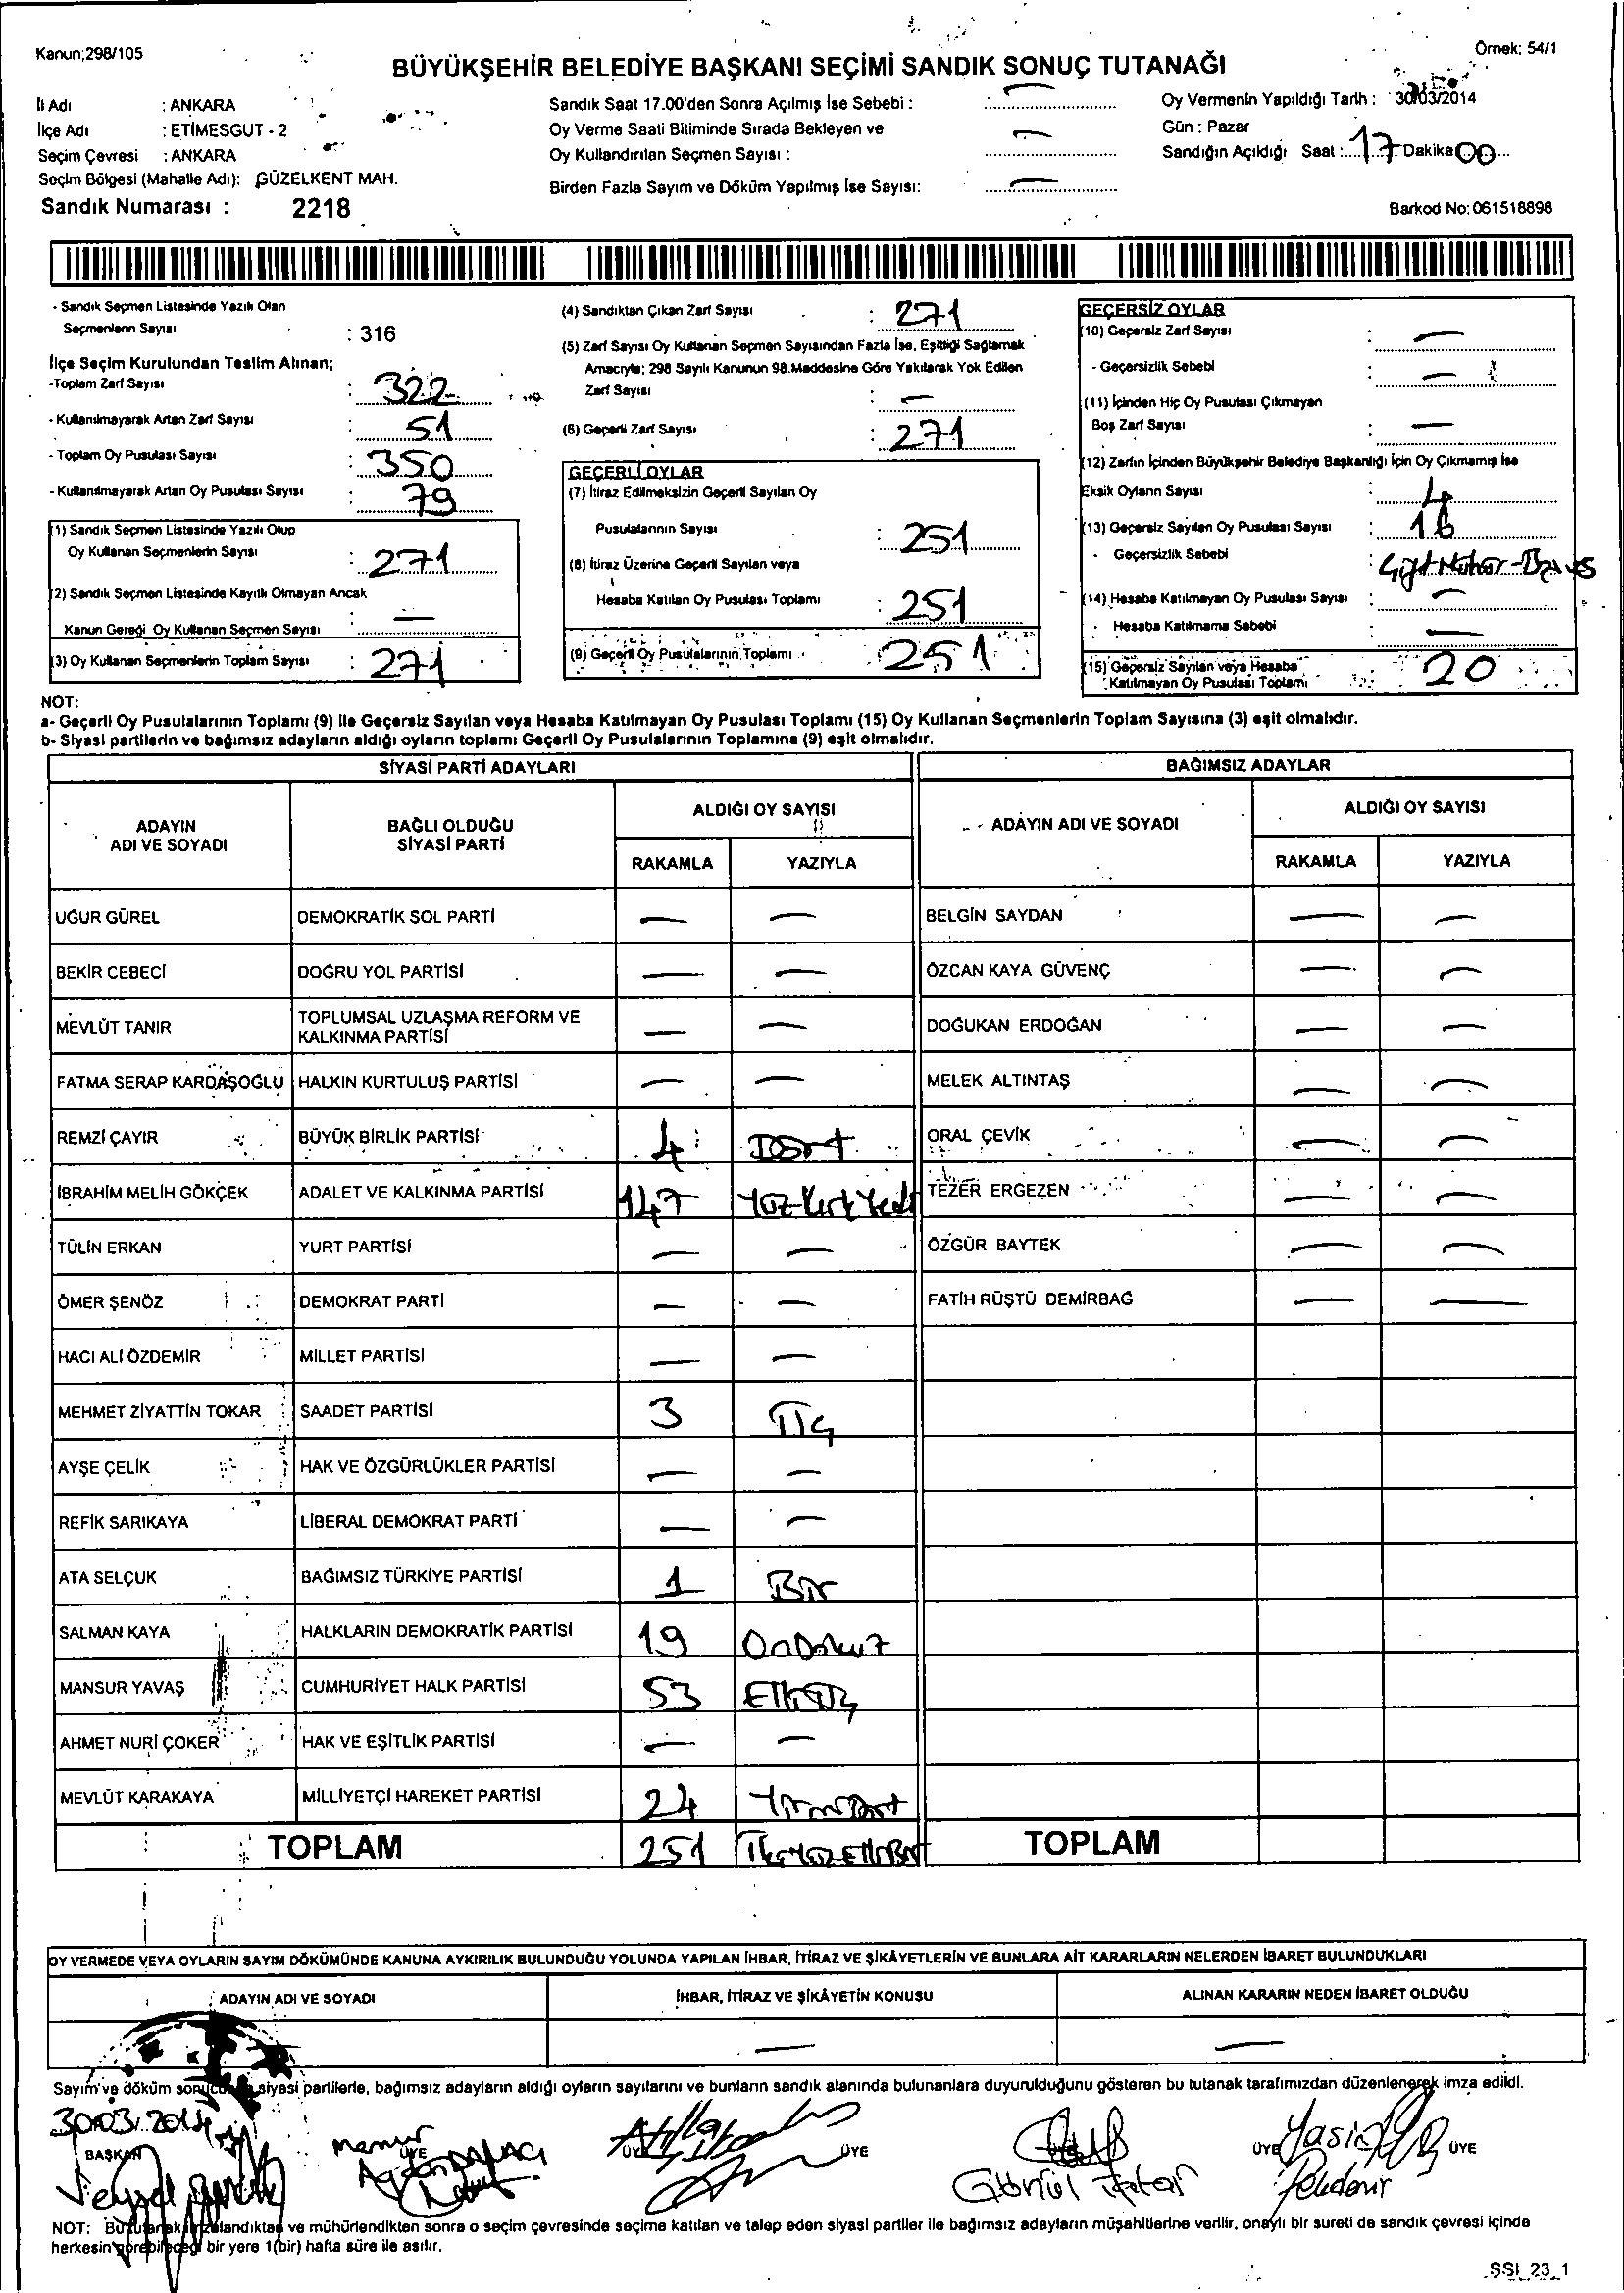 Kanun;298/105
Örnek: 54/1
BÜYÜKŞEHİR BELEDİYE BAŞKANI SEÇİMİ SANDIK SONUÇ TUTANAĞI
İl Adı : ANKARA
İlçe Adı : ETİMESGUT - 2
Seçim Çevresi : ANKARA
Seçim Bölgesi (Mahalle Adı): GÜZELKENT MAH.
Sandık Numarası : 2218
Sandık Saat 17.00'den Sonra Açılmış İse Sebebi : —
Oy Verme Saati Bitiminde Sırada Bekleyen ve
Oy Kullandırılan Seçmen Sayısı : —
Birden Fazla Sayım ve Döküm Yapılmış İse Sayısı: —
Oy Vermenin Yapıldığı Tarih : 30/03/2014
Gün : Pazar
Sandığın Açıldığı Saat : 17 Dakika 00
Barkod No: 061518898
- Sandık Seçmen Listesinde Yazılı Olan
Seçmenlerin Sayısı : 316
İlçe Seçim Kurulundan Teslim Alınan;
-Toplam Zarf Sayısı : 322
- Kullanılmayarak Artan Zarf Sayısı : 51
- Toplam Oy Pusulası Sayısı : 350
- Kullanılmayarak Artan Oy Pusulası Sayısı : 79
(1) Sandık Seçmen Listesinde Yazılı Olup
Oy Kullanan Seçmenlerin Sayısı : 271
(2) Sandık Seçmen Listesinde Kayıtlı Olmayan Ancak
Kanun Gereği Oy Kullanan Seçmen Sayısı —
(3) Oy Kullanan Seçmenlerin Toplam Sayısı : 271
(4) Sandıktan Çıkan Zarf Sayısı : 271
(5) Zarf Sayısı Oy Kullanan Seçmen Sayısından Fazla İse, Eşitliği Sağlamak
Amacıyla; 298 Sayılı Kanunun 98.Maddesine Göre Yakılarak Yok Edilen
Zarf Sayısı : —
(6) Geçerli Zarf Sayısı : 271
GEÇERLİ OYLAR
(7) İtiraz Edilmeksizin Geçerli Sayılan Oy
Pusulalarının Sayısı : 251
(8) İtiraz Üzerine Geçerli Sayılan veya
Hesaba Katılan Oy Pusulası Toplamı : 251
(9) Geçerli Oy Pusulalarının Toplamı : 251
GEÇERSİZ OYLAR
(10) Geçersiz Zarf Sayısı : —
- Geçersizlik Sebebi : —
(11) İçinden Hiç Oy Pusulası Çıkmayan
Boş Zarf Sayısı : —
(12) Zarfın İçinden Büyükşehir Belediye Başkanlığı İçin Oy Çıkmamış İse
Eksik Oyların Sayısı : 4
(13) Geçersiz Sayılan Oy Pusulası Sayısı : 16
- Geçersizlik Sebebi : Çift Mühür-
(14) Hesaba Katılmayan Oy Pusulası Sayısı : —
- Hesaba Katılmama Sebebi : —
(15) Geçersiz Sayılan veya Hesaba
Katılmayan Oy Pusulası Toplamı : 20
NOT:
a- Geçerli Oy Pusulalarının Toplamı (9) ile Geçersiz Sayılan veya Hesaba Katılmayan Oy Pusulası Toplamı (15) Oy Kullanan Seçmenlerin Toplam Sayısına (3) eşit olmalıdır.
b- Siyasi partilerin ve bağımsız adayların aldığı oyların toplamı Geçerli Oy Pusulalarının Toplamına (9) eşit olmalıdır.
SİYASİ PARTİ ADAYLARI
BAĞIMSIZ ADAYLAR
ADAYIN ADI VE SOYADI
BAĞLI OLDUĞU SİYASİ PARTİ
ALDIĞI OY SAYISI
RAKAMLA YAZIYLA
ADAYIN ADI VE SOYADI
ALDIĞI OY SAYISI
RAKAMLA YAZIYLA
UĞUR GÜREL DEMOKRATİK SOL PARTİ — — BELGİN SAYDAN — —
BEKİR CEBECİ DOĞRU YOL PARTİSİ — — ÖZCAN KAYA GÜVENÇ — —
MEVLÜT TANIR TOPLUMSAL UZLAŞMA REFORM VE KALKINMA PARTİSİ — — DOĞUKAN ERDOĞAN — —
FATMA SERAP KARDAŞOĞLU HALKIN KURTULUŞ PARTİSİ — — MELEK ALTINTAŞ — —
REMZİ ÇAYIR BÜYÜK BİRLİK PARTİSİ 4 Dört ORAL ÇEVİK — —
İBRAHİM MELİH GÖKÇEK ADALET VE KALKINMA PARTİSİ 147 Yüz Kırk Yedi TEZER ERGEZEN — —
TÜLİN ERKAN YURT PARTİSİ — — ÖZGÜR BAYTEK — —
ÖMER ŞENÖZ DEMOKRAT PARTİ — — FATİH RÜŞTÜ DEMİRBAĞ — —
HACI ALİ ÖZDEMİR MİLLET PARTİSİ — —
MEHMET ZİYATTİN TOKAR SAADET PARTİSİ 3 Üç
AYŞE ÇELİK HAK VE ÖZGÜRLÜKLER PARTİSİ — —
REFİK SARIKAYA LİBERAL DEMOKRAT PARTİ — —
ATA SELÇUK BAĞIMSIZ TÜRKİYE PARTİSİ 1 Bir
SALMAN KAYA HALKLARIN DEMOKRATİK PARTİSİ 19 OnDokuz
MANSUR YAVAŞ CUMHURİYET HALK PARTİSİ 53 ElliÜç
AHMET NURİ ÇOKER HAK VE EŞİTLİK PARTİSİ — —
MEVLÜT KARAKAYA MİLLİYETÇİ HAREKET PARTİSİ 24 YirmiDört
TOPLAM 251 İkiYüzElliBir TOPLAM
OY VERMEDE VEYA OYLARIN SAYIM DÖKÜMÜNDE KANUNA AYKIRILIK BULUNDUĞU YOLUNDA YAPILAN İHBAR, İTİRAZ VE ŞİKÂYETLERİN VE BUNLARA AİT KARARLARIN NELERDEN İBARET BULUNDUKLARI
ADAYIN ADI VE SOYADI İHBAR, İTİRAZ VE ŞİKÂYETİN KONUSU ALINAN KARARIN NEDEN İBARET OLDUĞU
— —
Sayım ve döküm sonucunda siyasi partilerle, bağımsız adayların aldığı oyların sayılarını ve bunların sandık alanında bulunanlara duyurulduğunu gösteren bu tutanak tarafımızdan düzenlenerek imza edildi.
30.03.2014
BAŞKAN memur ÜYE ÜYE ÜYE ÜYE ÜYE ÜYE
Gönül
NOT: Bu tutanak imzalandıktan ve mühürlendikten sonra o seçim çevresinde seçime katılan ve talep eden siyasi partiler ile bağımsız adayların müşahitlerine verilir, onaylı bir sureti de sandık çevresi içinde
herkesin görebileceği bir yere 1(bir) hafta süre ile asılır.
SSI_23_1